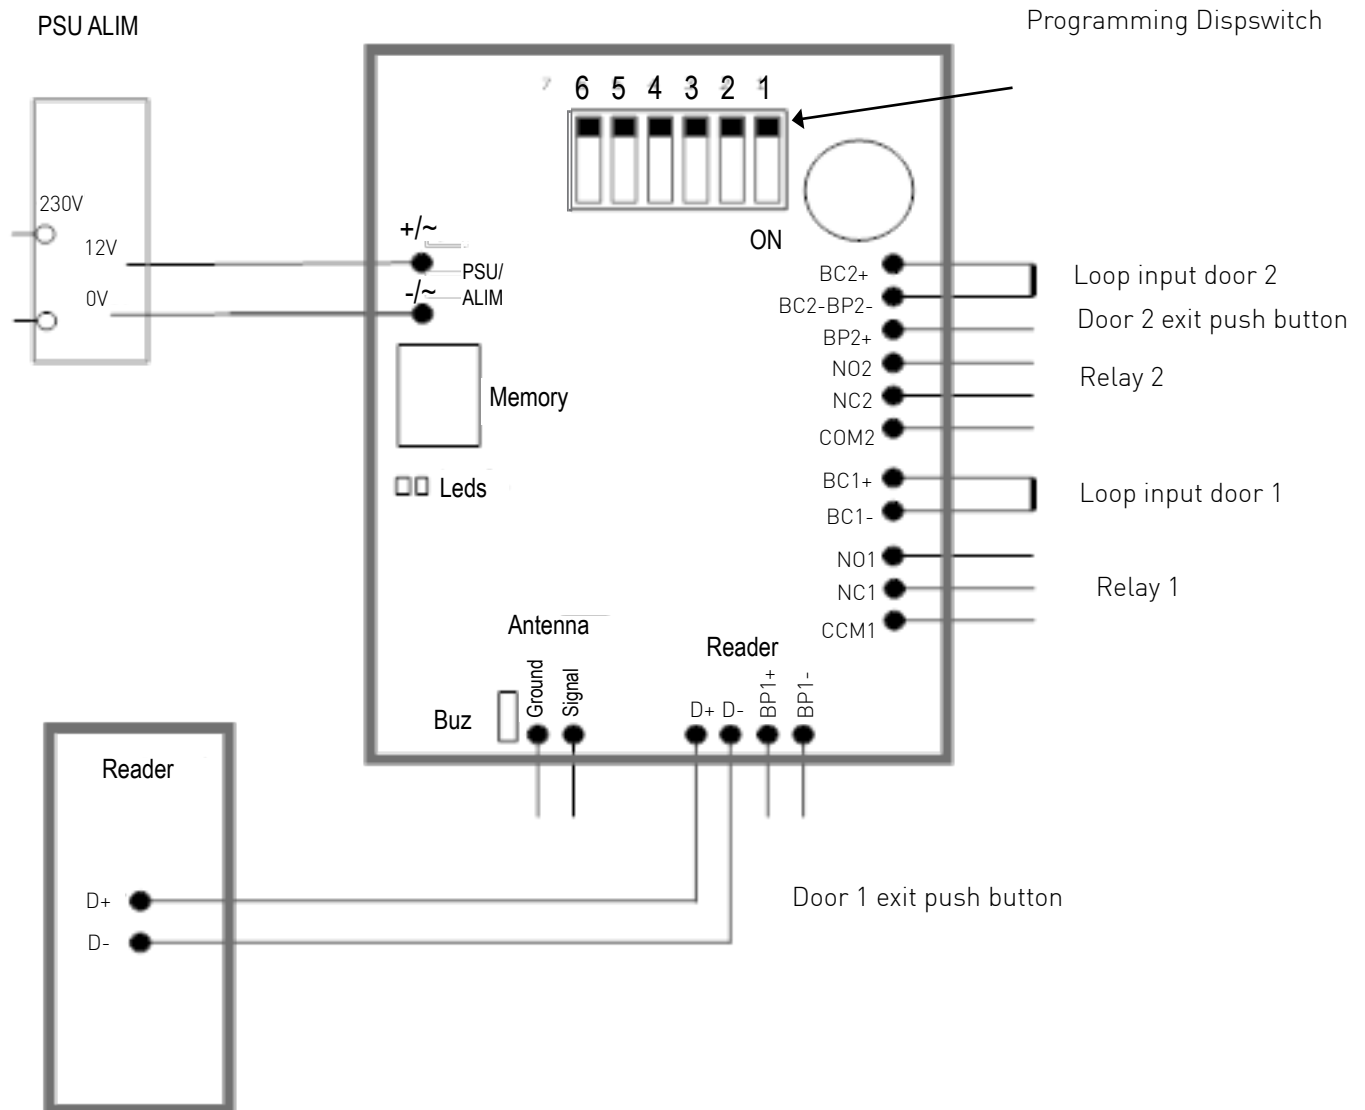 PSU ALIM
Programming Dispswitch
6 5 4 3 2 1
230V
12V
0V
+/~
-/~
PSU/
ALIM
ON
BC2+
BC2-BP2-
BP2+
NO2
NC2
COM2
BC1+
BC1-
NO1
NC1
CCM1
Loop input door 2
Door 2 exit push button
Relay 2
Loop input door 1
Relay 1
Memory
Leds
Antenna
Reader
Buz
Ground
Signal
D+ D- BP1+ BP1-
Reader
D+
D-
Door 1 exit push button